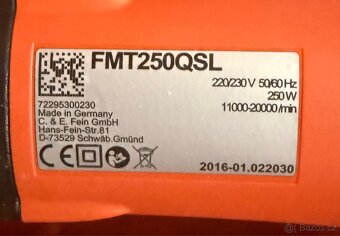 FMT250QSL
220/230 V 50/60 Hz
250 W
11000-20000/min
72295300230
Made in Germany
C. & E. Fein GmbH
Hans-Fein-Str.81
D-73529 Schwäb.Gmünd
2016-01.022030
Bazos.cz